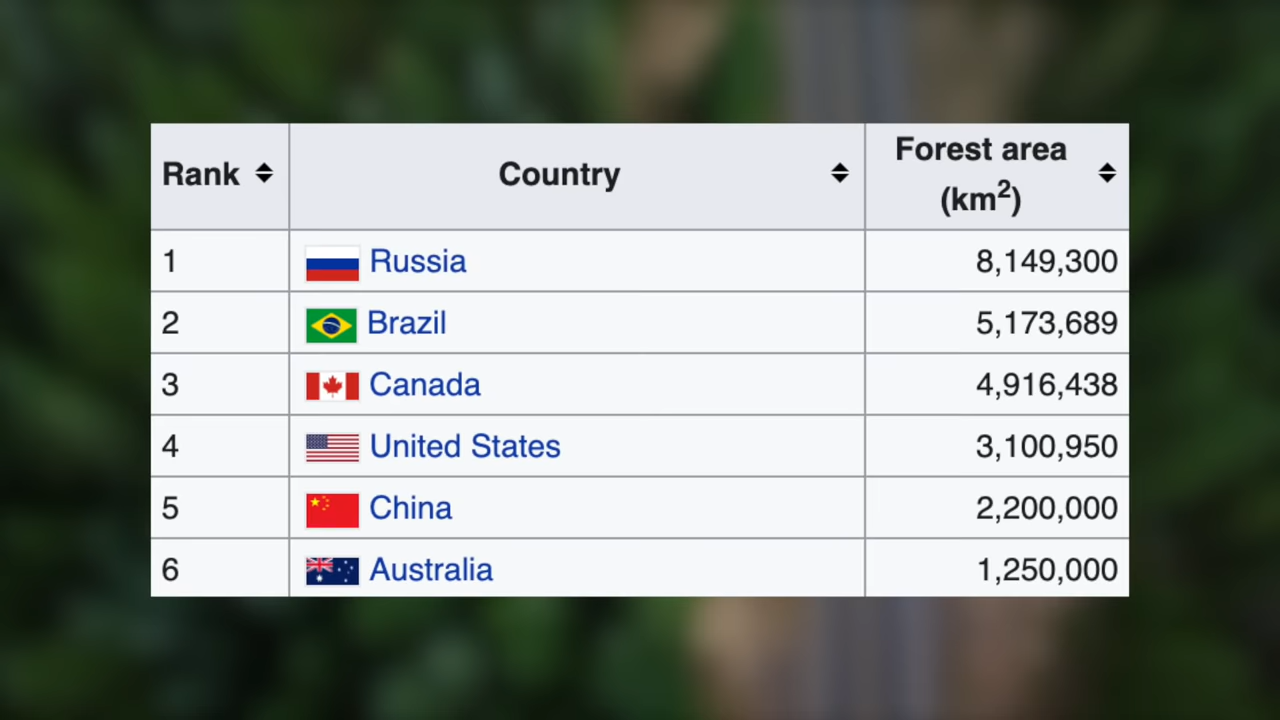 Rank Country Forest area
(km²)
1 Russia 8,149,300
2 Brazil 5,173,689
3 Canada 4,916,438
4 United States 3,100,950
5 China 2,200,000
6 Australia 1,250,000